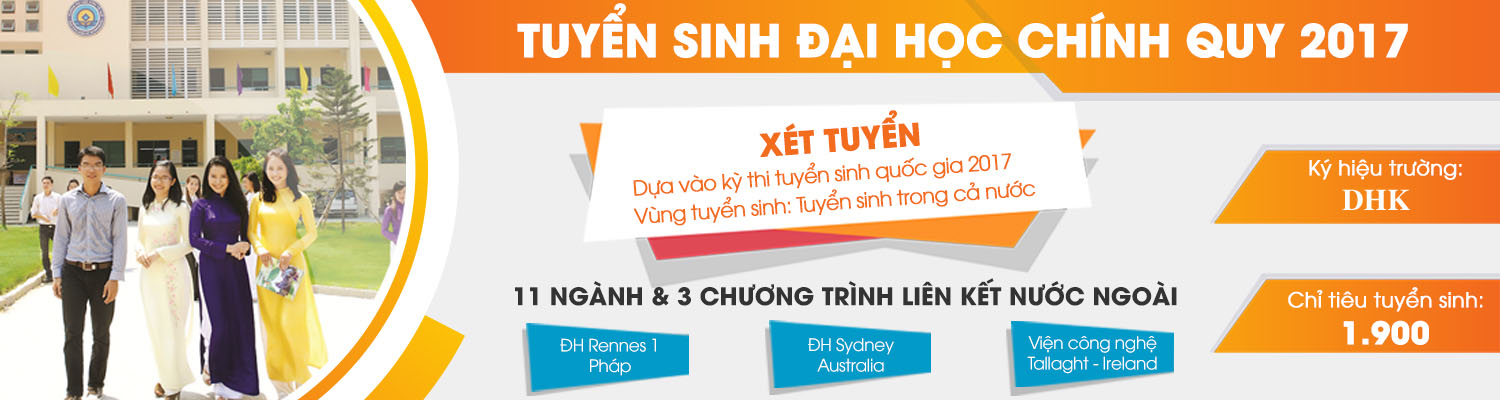 TUYỂN SINH ĐẠI HỌC CHÍNH QUY 2017
XÉT TUYỂN
Dựa vào kỳ thi tuyển sinh quốc gia 2017
Vùng tuyển sinh: Tuyển sinh trong cả nước
Ký hiệu trường:
DHK
11 NGÀNH & 3 CHƯƠNG TRÌNH LIÊN KẾT NƯỚC NGOÀI
Chỉ tiêu tuyển sinh:
1.900
ĐH Rennes 1
Pháp
ĐH Sydney
Australia
Viện công nghệ
Tallaght - Ireland